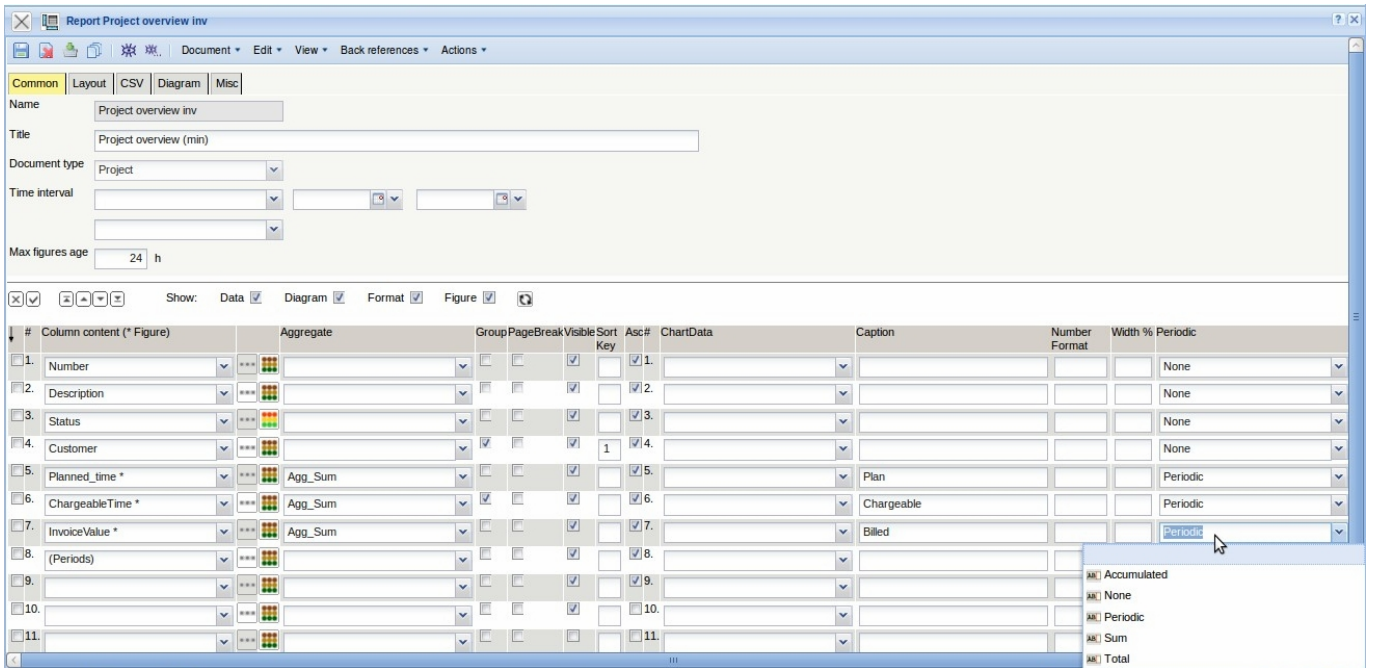 Report Project overview inv
Document Edit View Back references Actions
Common Layout CSV Diagram Misc
Name Project overview inv
Title Project overview (min)
Document type Project
Time interval
Max figures age 24 h
Show: Data Diagram Format Figure
# Column content (* Figure) Aggregate Group PageBreak Visible Sort Key Asc # ChartData Caption Number Format Width % Periodic
1. Number 1. None
2. Description 2. None
3. Status 3. None
4. Customer 1 4. None
5. Planned_time * Agg_Sum 5. Plan Periodic
6. ChargeableTime * Agg_Sum 6. Chargeable Periodic
7. InvoiceValue * Agg_Sum 7. Billed Periodic
8. (Periods) 8.
9. 9.
Accumulated
None
10. 10.
Periodic
11. 11.
Sum
Total